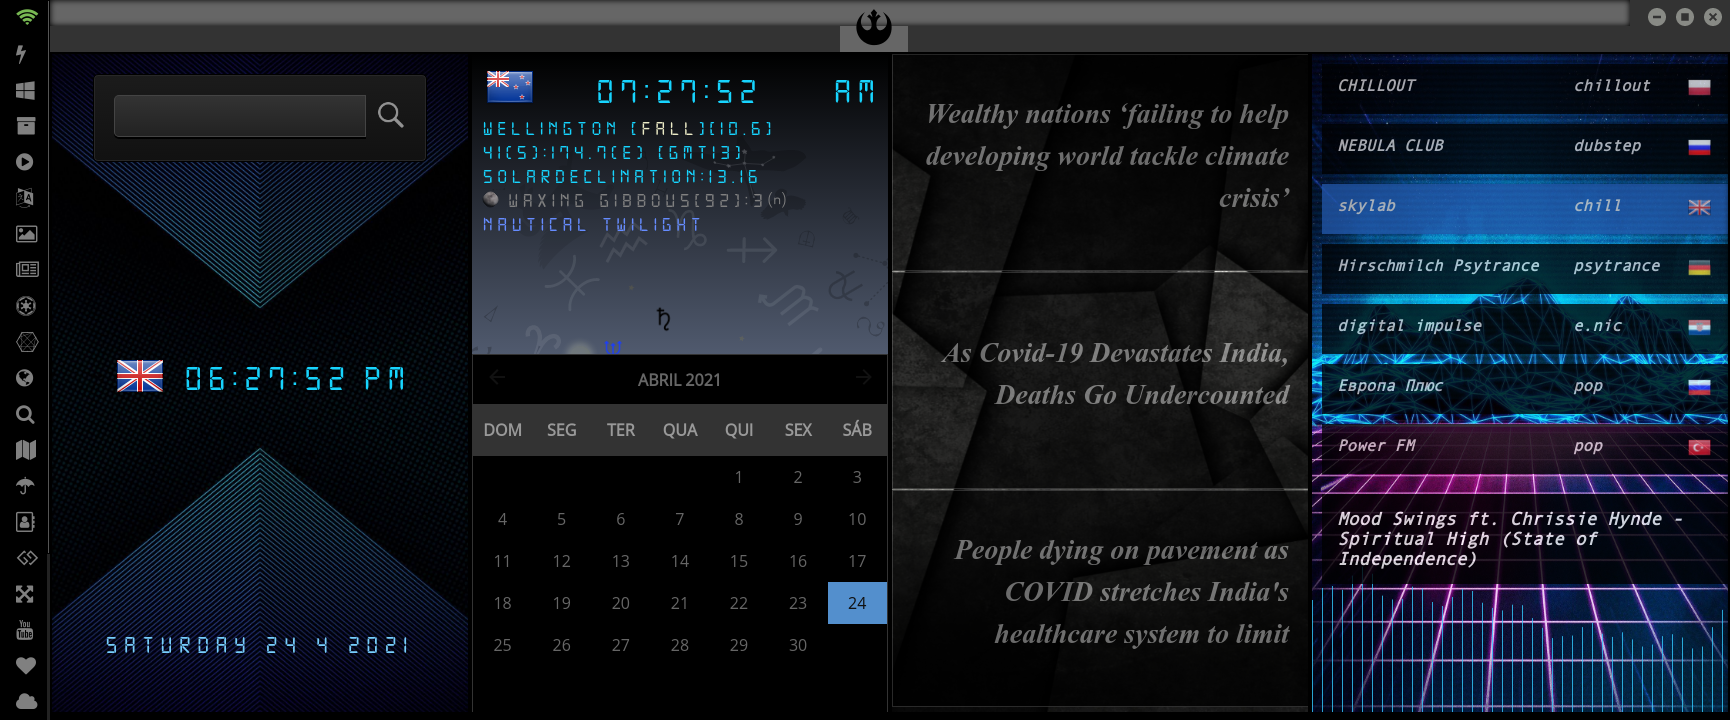 06:27:52 PM
SATURDAY 24 4 2021
07:27:52 AM
WELLINGTON (FALL)(10.6)
41(S):174.7(E) (GMT13)
SOLARDECLINATION:13.16
WAXING GIBBOUS(92):3(n)
NAUTICAL TWILIGHT
ABRIL 2021
DOM SEG TER QUA QUI SEX SÁB
1 2 3
4 5 6 7 8 9 10
11 12 13 14 15 16 17
18 19 20 21 22 23 24
25 26 27 28 29 30
Wealthy nations ‘failing to help
developing world tackle climate
crisis’
As Covid-19 Devastates India,
Deaths Go Undercounted
People dying on pavement as
COVID stretches India's
healthcare system to limit
CHILLOUT chillout
NEBULA CLUB dubstep
skylab chill
Hirschmilch Psytrance psytrance
digital impulse e.nic
Европа Плюс pop
Power FM pop
Mood Swings ft. Chrissie Hynde -
Spiritual High (State of
Independence)
You
Tube